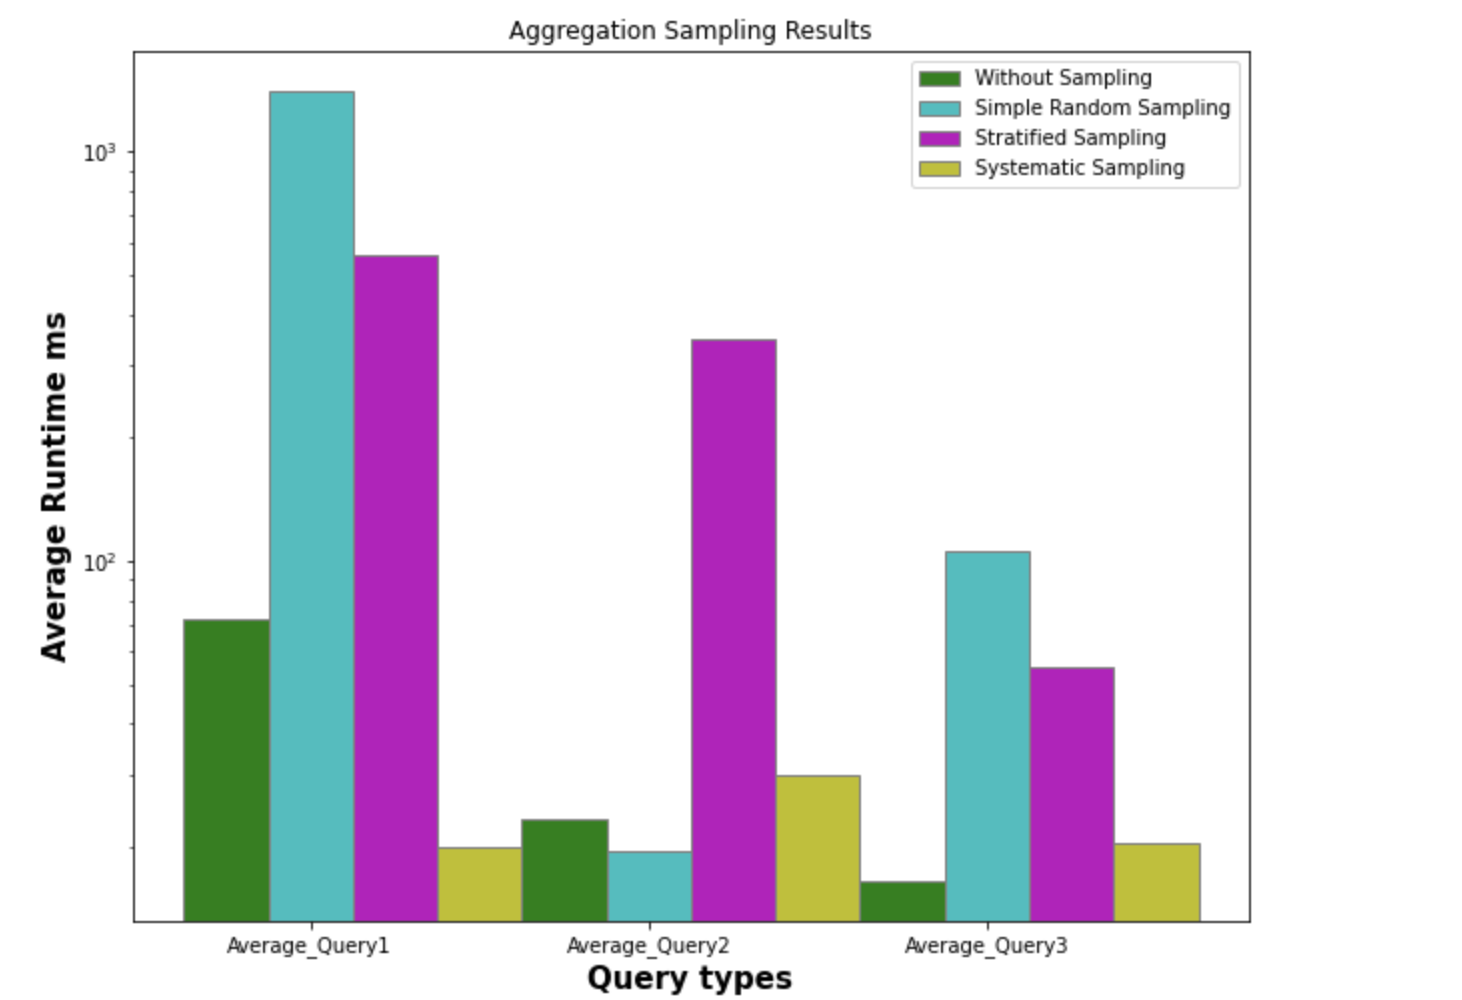 Aggregation Sampling Results
Without Sampling
Simple Random Sampling
Stratified Sampling
Systematic Sampling
10³
10²
Average Runtime ms
Average_Query1 Average_Query2 Average_Query3
Query types